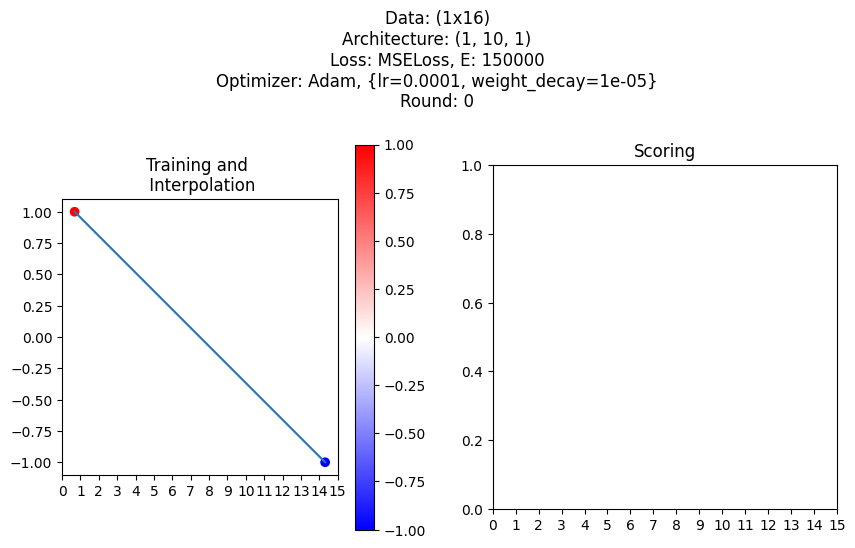 Data: (1x16)
Architecture: (1, 10, 1)
Loss: MSELoss, E: 150000
Optimizer: Adam, {lr=0.0001, weight_decay=1e-05}
Round: 0
Training and
Interpolation
1.00
0.75
0.50
0.25
0.00
−0.25
−0.50
−0.75
−1.00
0 1 2 3 4 5 6 7 8 9 10 11 12 13 14 15
1.00
0.75
0.50
0.25
0.00
−0.25
−0.50
−0.75
−1.00
Scoring
1.0
0.8
0.6
0.4
0.2
0.0
0 1 2 3 4 5 6 7 8 9 10 11 12 13 14 15